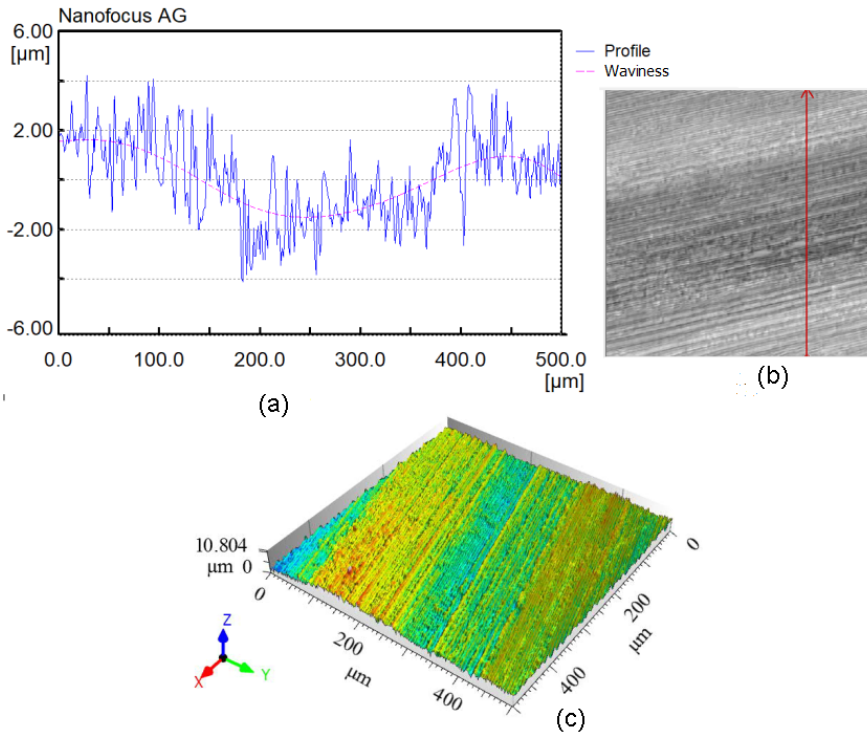 Nanofocus AG
6.00
[µm]
2.00
-2.00
-6.00
0.0 100.0 200.0 300.0 400.0 500.0
[µm]
Profile
Waviness
(a)
(b)
10.804
µm 0
0
200
µm
400
0
200
400
µm
Z
X
Y
(c)